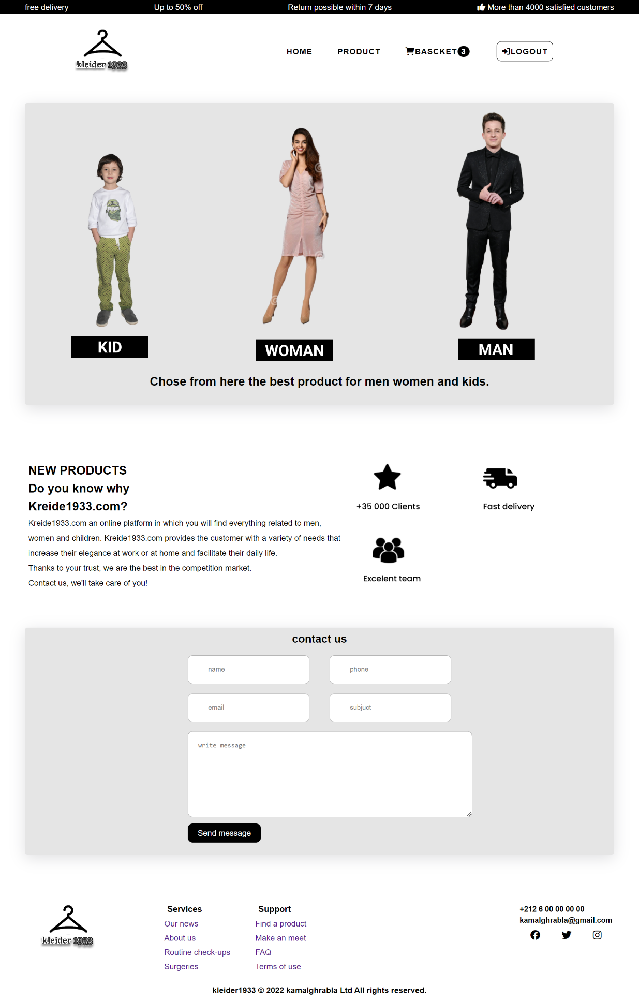 free delivery
Up to 50% off
Return possible within 7 days
More than 4000 satisfied customers
kleider 1933
HOME
PRODUCT
BASCKET 3
LOGOUT
KID
WOMAN
MAN
Chose from here the best product for men women and kids.
NEW PRODUCTS
Do you know why
Kreide1933.com?
Kreide1933.com an online platform in which you will find everything related to men,
women and children. Kreide1933.com provides the customer with a variety of needs that
increase their elegance at work or at home and facilitate their daily life.
Thanks to your trust, we are the best in the competition market.
Contact us, we'll take care of you!
+35 000 Clients
Fast delivery
Excelent team
contact us
name
phone
email
subjuct
write message
Send message
kleider 1933
Services
Our news
About us
Routine check-ups
Surgeries
Support
Find a product
Make an meet
FAQ
Terms of use
+212 6 00 00 00 00
kamalghrabla@gmail.com
kleider1933 © 2022 kamalghrabla Ltd All rights reserved.